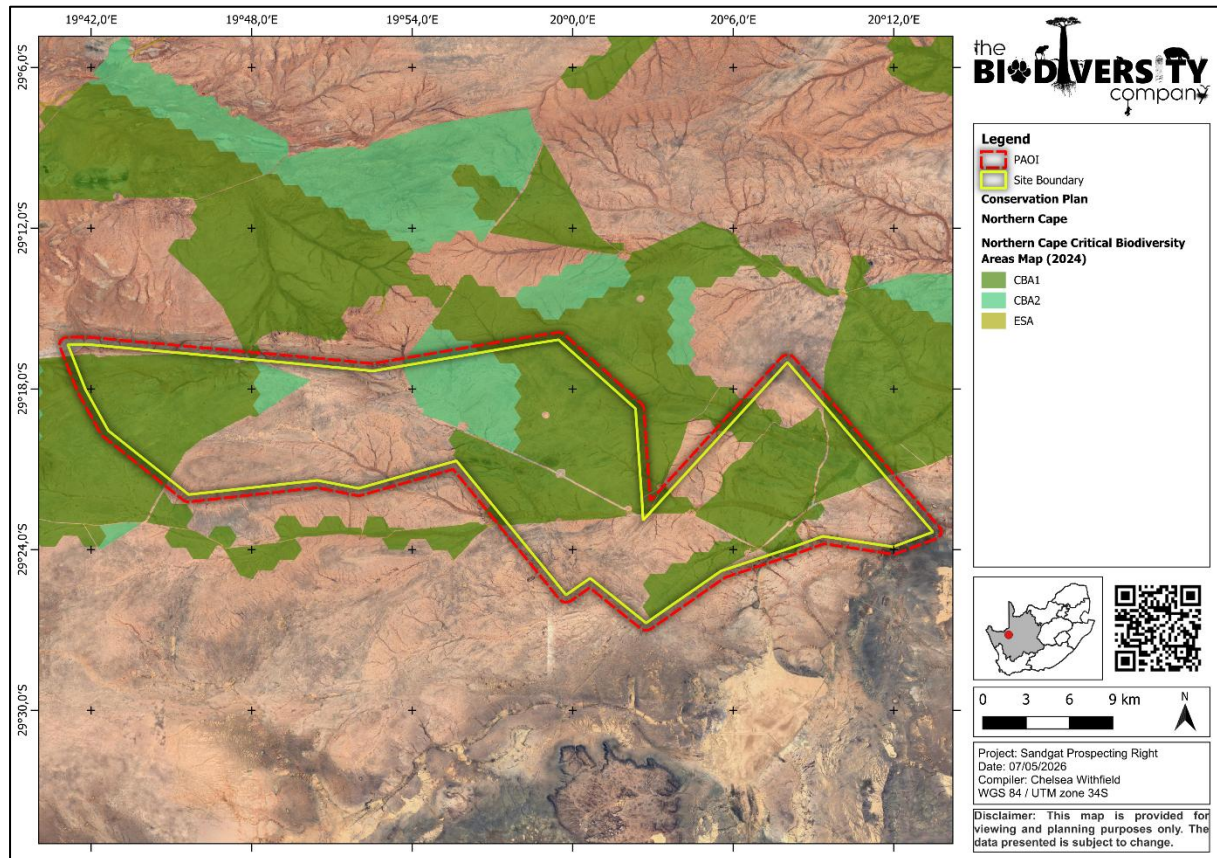 19°42,0'E 19°48,0'E 19°54,0'E 20°0,0'E 20°6,0'E 20°12,0'E
29°6,0'S
29°12,0'S
29°18,0'S
29°24,0'S
29°30,0'S
the
BIODIVERSITY
company
Legend
PAOI
Site Boundary
Conservation Plan
Northern Cape
Northern Cape Critical Biodiversity
Areas Map (2024)
CBA1
CBA2
ESA
0 3 6 9 km
N
Project: Sandgat Prospecting Right
Date: 07/05/2026
Compiler: Chelsea Withfield
WGS 84 / UTM zone 34S
Disclaimer: This map is provided for
viewing and planning purposes only. The
data presented is subject to change.